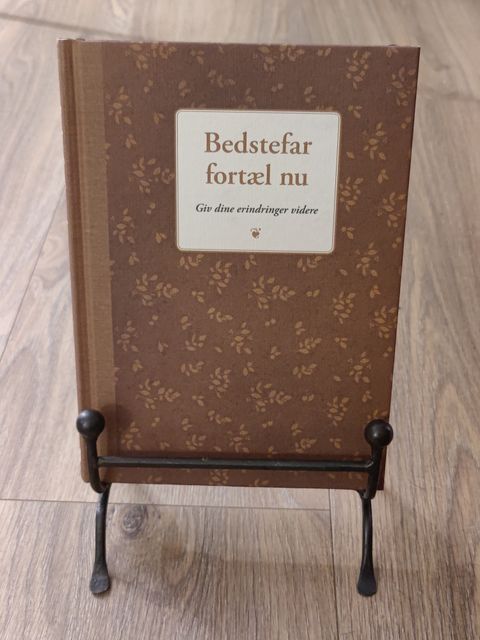 Bedstefar
fortæl nu
Giv dine erindringer videre